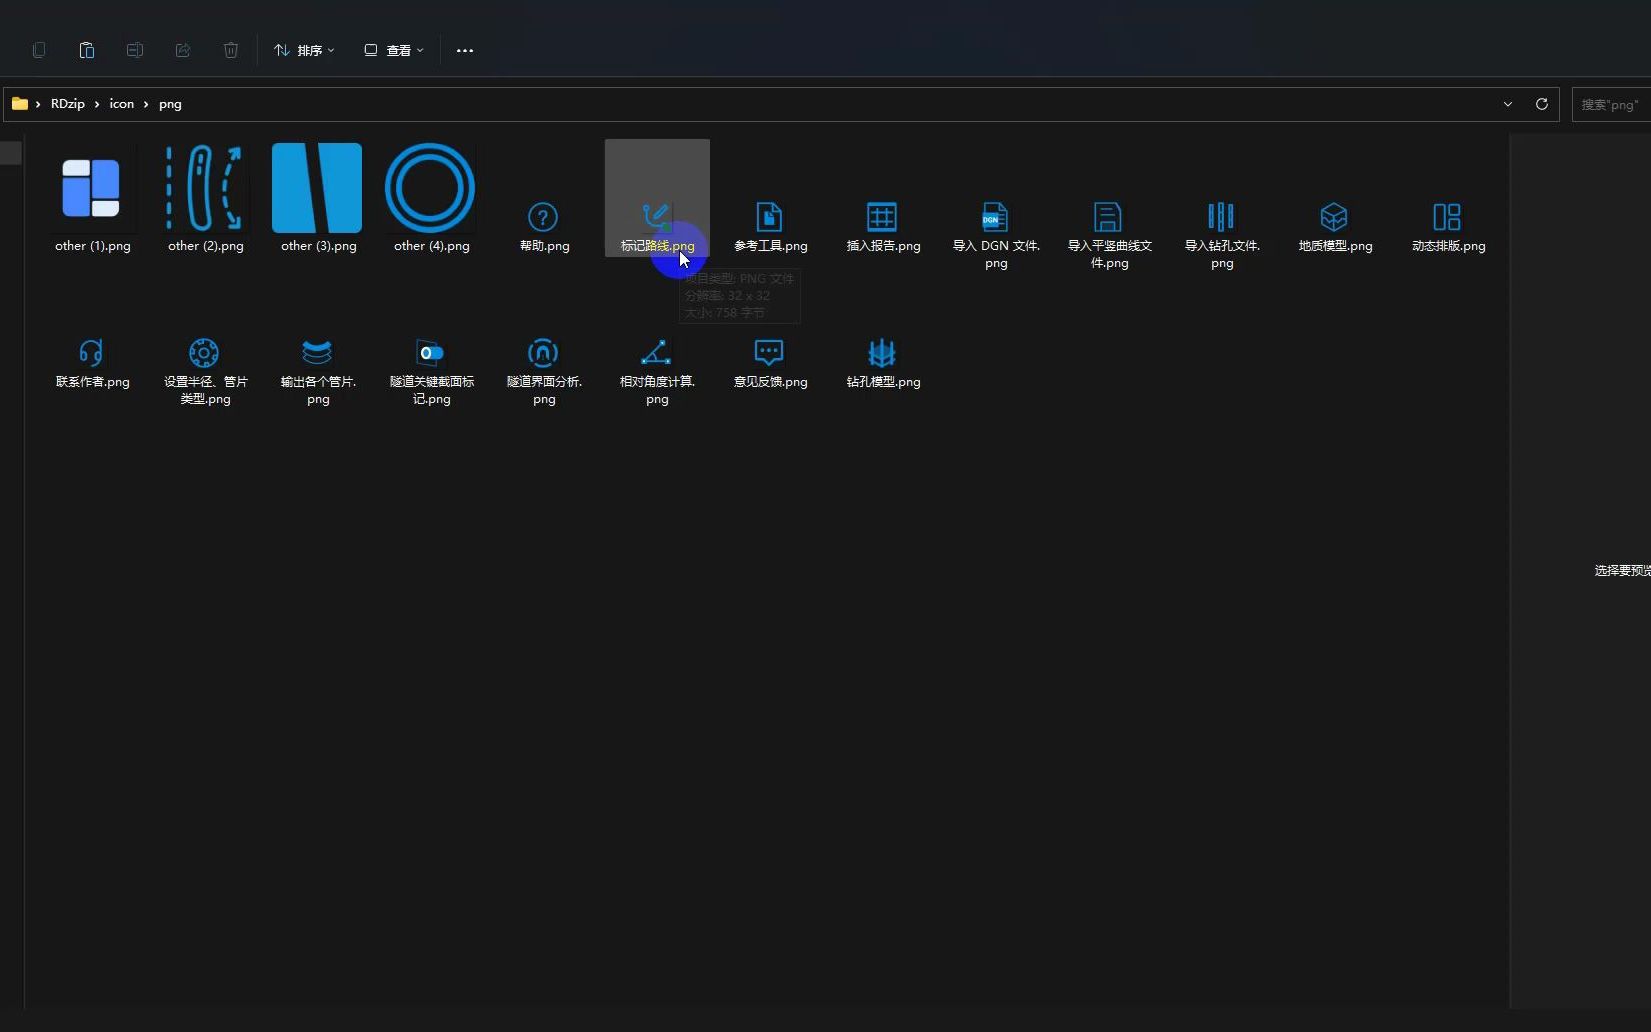 排序
查看
RDzip
icon
png
搜索"png"
other (1).png
other (2).png
other (3).png
other (4).png
帮助.png
标记路线.png
参考工具.png
插入报告.png
导入 DGN 文件.
png
导入平竖曲线文
件.png
导入钻孔文件.
png
地质模型.png
动态排版.png
DGN
项目类型: PNG 文件
分辨率: 32 x 32
大小: 758 字节
联系作者.png
设置半径、管片
类型.png
输出各个管片.
png
隧道关键截面标
记.png
隧道界面分析.
png
相对角度计算.
png
意见反馈.png
钻孔模型.png
选择要预览